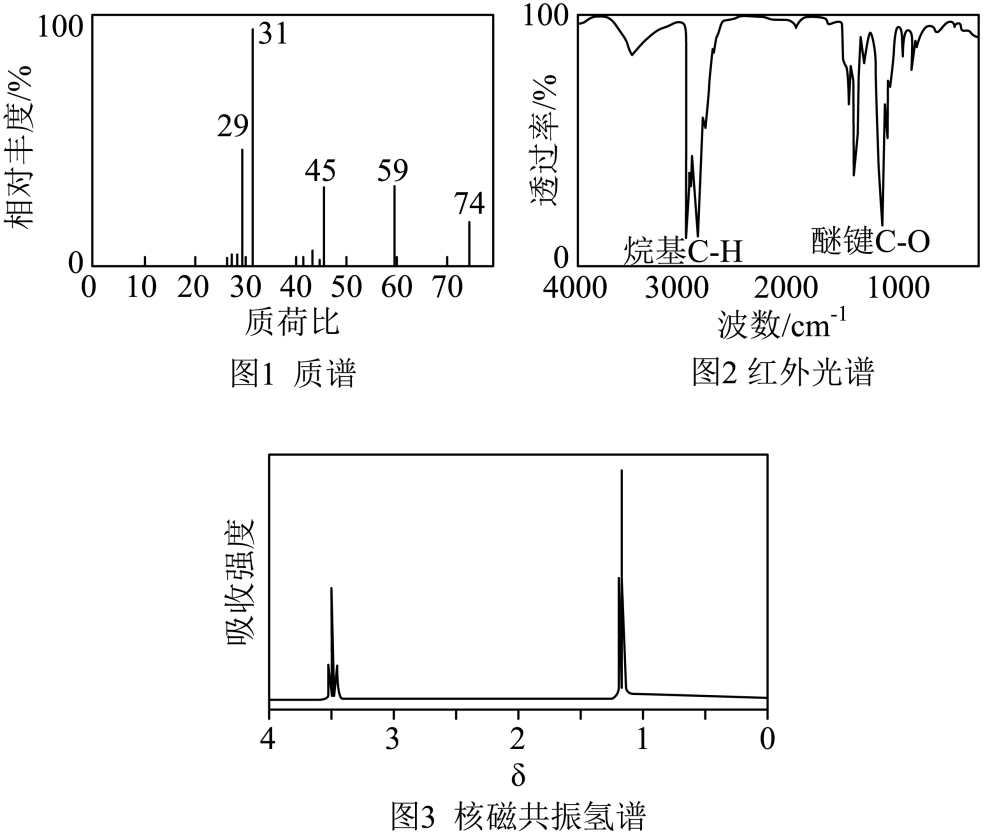 100
相对丰度/%
0
31
29
45
59
74
0 10 20 30 40 50 60 70
质荷比
图1 质谱
100
透过率/%
0
烷基C-H
醚键C-O
4000 3000 2000 1000
波数/cm-1
图2 红外光谱
吸收强度
4 3 2 1 0
δ
图3 核磁共振氢谱